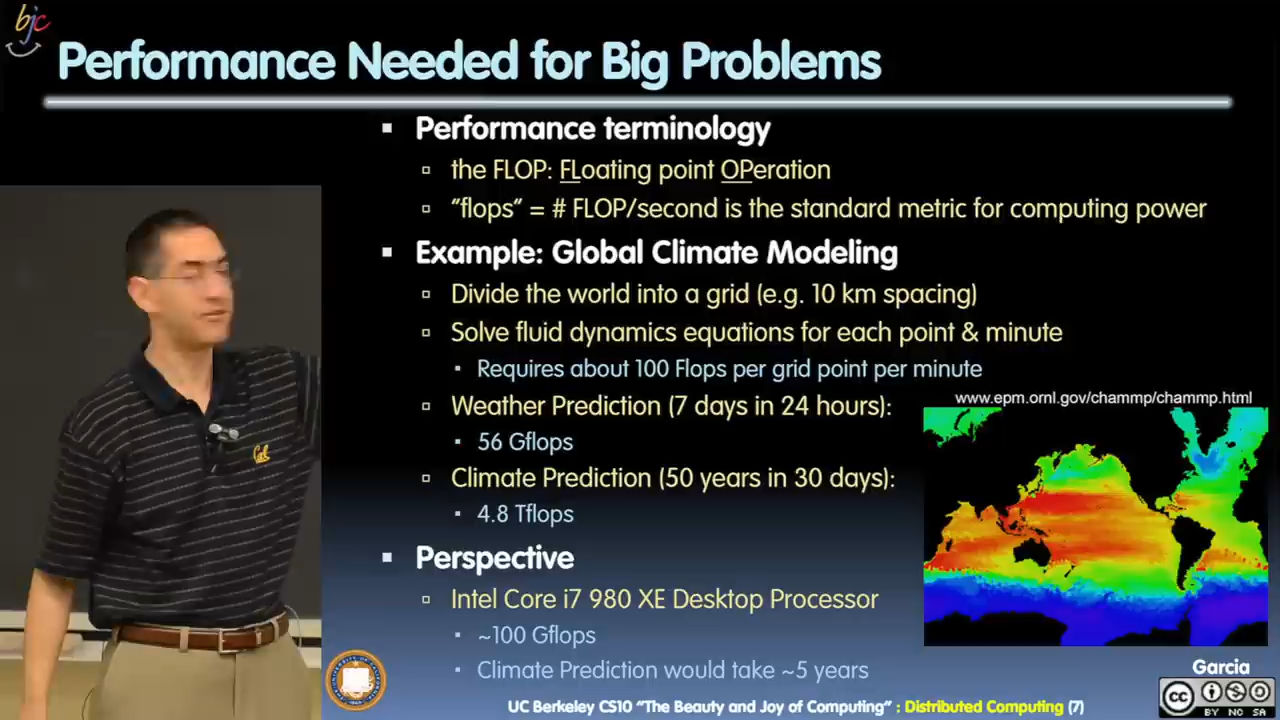 bjc
Performance Needed for Big Problems
Performance terminology
the FLOP: FLoating point OPeration
“flops” = # FLOP/second is the standard metric for computing power
Example: Global Climate Modeling
Divide the world into a grid (e.g. 10 km spacing)
Solve fluid dynamics equations for each point & minute
Requires about 100 Flops per grid point per minute
Weather Prediction (7 days in 24 hours):
56 Gflops
Climate Prediction (50 years in 30 days):
4.8 Tflops
www.epm.ornl.gov/chammp/chammp.html
Perspective
Intel Core i7 980 XE Desktop Processor
~100 Gflops
Climate Prediction would take ~5 years
Cal
Garcia
UC Berkeley CS10 “The Beauty and Joy of Computing” : Distributed Computing (7)
cc
BY NC SA